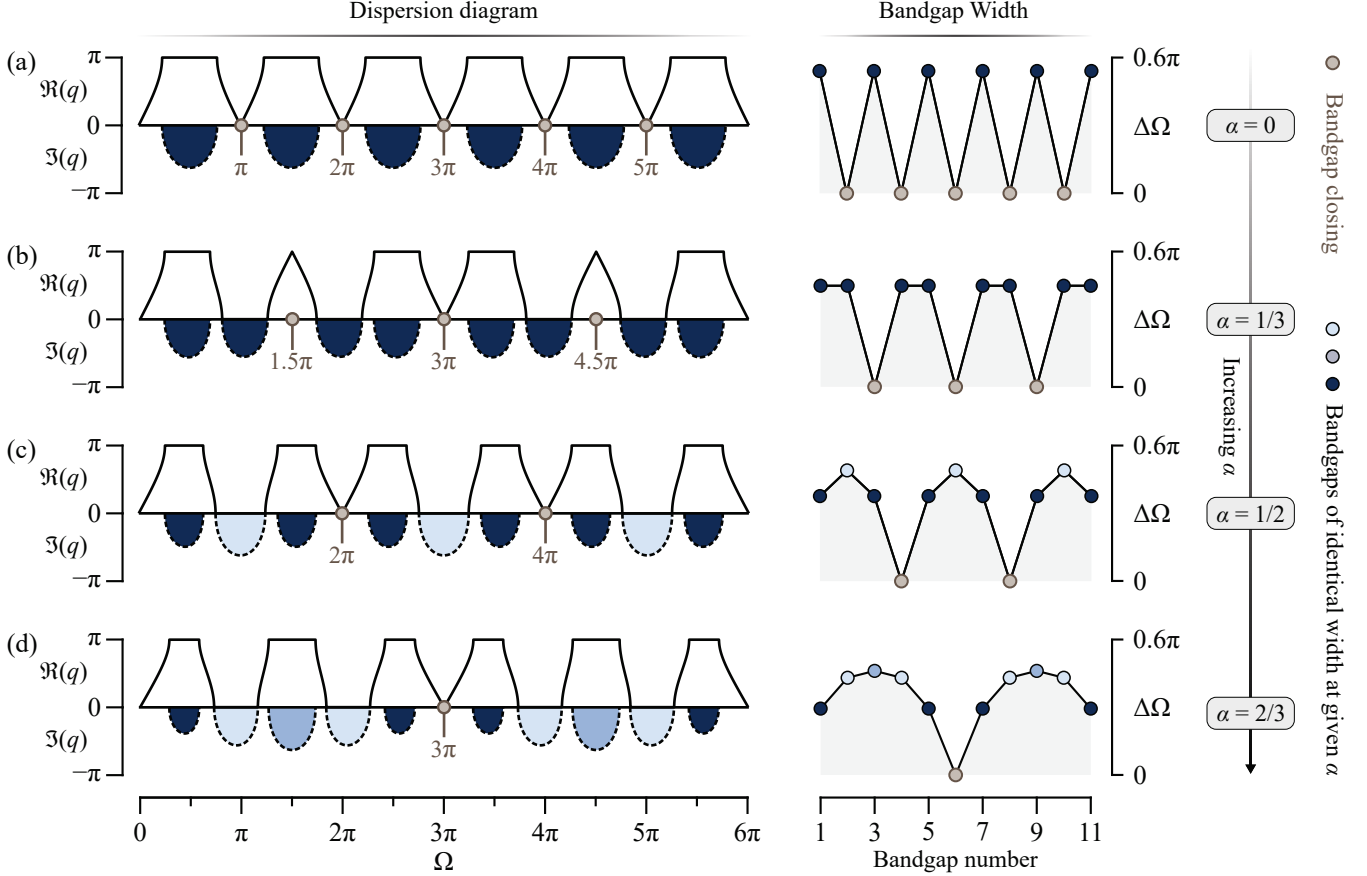 Dispersion diagram
Bandgap Width
(a)
π
ℜ(q)
0
ℑ(q)
−π
π
2π
3π
4π
5π
0.6π
ΔΩ
0
α = 0
(b)
π
ℜ(q)
0
ℑ(q)
−π
1.5π
3π
4.5π
0.6π
ΔΩ
0
α = 1/3
(c)
π
ℜ(q)
0
ℑ(q)
−π
2π
4π
0.6π
ΔΩ
0
α = 1/2
(d)
π
ℜ(q)
0
ℑ(q)
−π
3π
0.6π
ΔΩ
0
α = 2/3
0 π 2π 3π 4π 5π 6π
Ω
1 3 5 7 9 11
Bandgap number
Increasing α
Bandgap closing
Bandgaps of identical width at given α